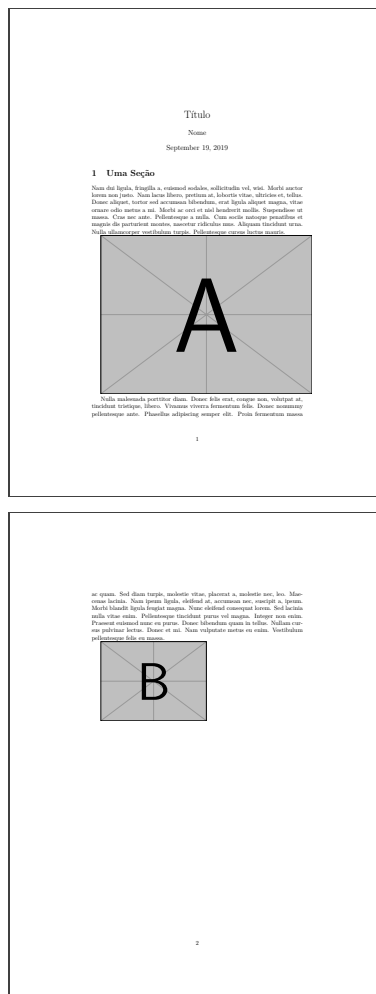 Título
Nome
September 19, 2019
1 Uma Seção
Nam dui ligula, fringilla a, euismod sodales, sollicitudin vel, wisi. Morbi auctor
lorem non justo. Nam lacus libero, pretium at, lobortis vitae, ultricies et, tellus.
Donec aliquet, tortor sed accumsan bibendum, erat ligula aliquet magna, vitae
ornare odio metus a mi. Morbi ac orci et nisl hendrerit mollis. Suspendisse ut
massa. Cras nec ante. Pellentesque a nulla. Cum sociis natoque penatibus et
magnis dis parturient montes, nascetur ridiculus mus. Aliquam tincidunt urna.
Nulla ullamcorper vestibulum turpis. Pellentesque cursus luctus mauris.
A
Nulla malesuada porttitor diam. Donec felis erat, congue non, volutpat at,
tincidunt tristique, libero. Vivamus viverra fermentum felis. Donec nonummy
pellentesque ante. Phasellus adipiscing semper elit. Proin fermentum massa
1
ac quam. Sed diam turpis, molestie vitae, placerat a, molestie nec, leo. Mae-
cenas lacinia. Nam ipsum ligula, eleifend at, accumsan nec, suscipit a, ipsum.
Morbi blandit ligula feugiat magna. Nunc eleifend consequat lorem. Sed lacinia
nulla vitae enim. Pellentesque tincidunt purus vel magna. Integer non enim.
Praesent euismod nunc eu purus. Donec bibendum quam in tellus. Nullam cur-
sus pulvinar lectus. Donec et mi. Nam vulputate metus eu enim. Vestibulum
pellentesque felis eu massa.
B
2